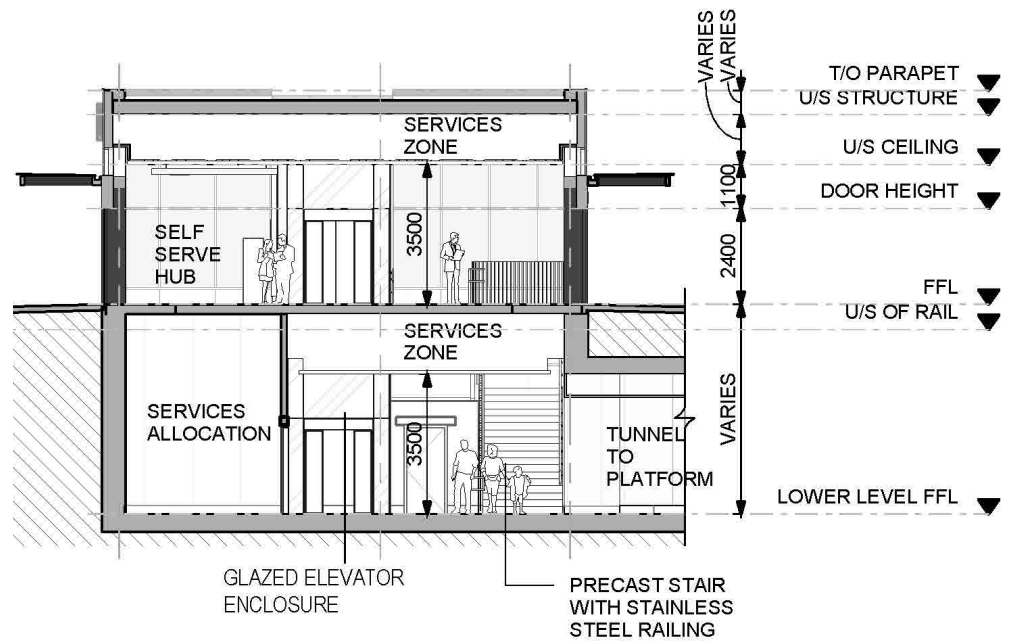 VARIES
VARIES
T/O PARAPET
U/S STRUCTURE
SERVICES
ZONE
U/S CEILING
1100
DOOR HEIGHT
SELF
SERVE
HUB
3500
2400
FFL
U/S OF RAIL
SERVICES
ZONE
SERVICES
ALLOCATION
3500
VARIES
TUNNEL
TO
PLATFORM
LOWER LEVEL FFL
GLAZED ELEVATOR
ENCLOSURE
PRECAST STAIR
WITH STAINLESS
STEEL RAILING